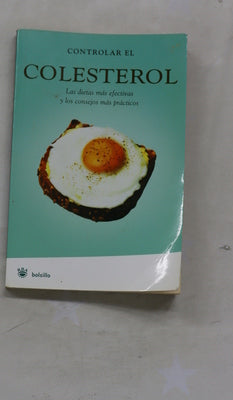 CONTROLAR EL
COLESTEROL
Las dietas más efectivas
y los consejos más prácticos
bolsillo